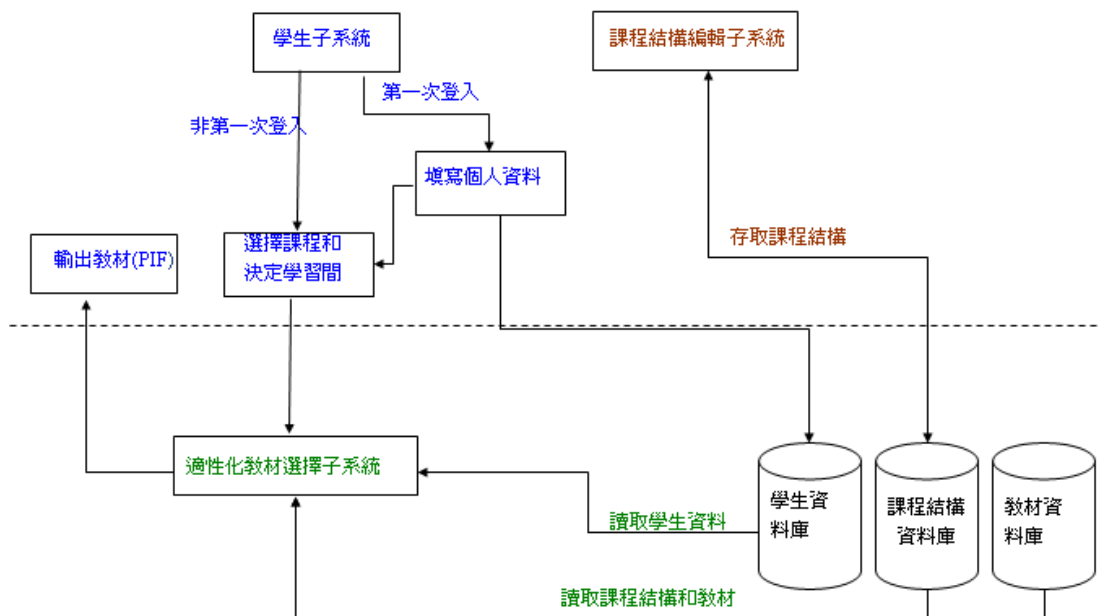 學生子系統
課程結構編輯子系統
第一次登入
非第一次登入
填寫個人資料
選擇課程和
決定學習間
存取課程結構
輸出教材(PIF)
適性化教材選擇子系統
學生資
料庫
課程結構
資料庫
教材資
料庫
讀取學生資料
讀取課程結構和教材